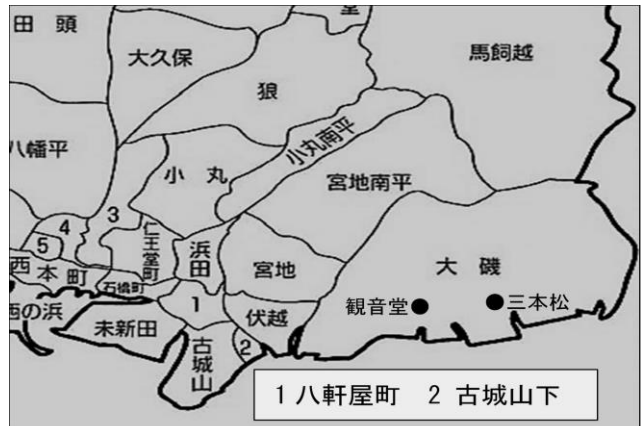 堂
田頭
大久保
馬飼越
狼
八幡平
小丸南平
小丸
宮地南平
3
仁王堂町
4
5
浜田
宮地
大磯
西本町
石橋町
1
観音堂
三本松
西の浜
未新田
伏越
古城山
2
1 八軒屋町 2 古城山下